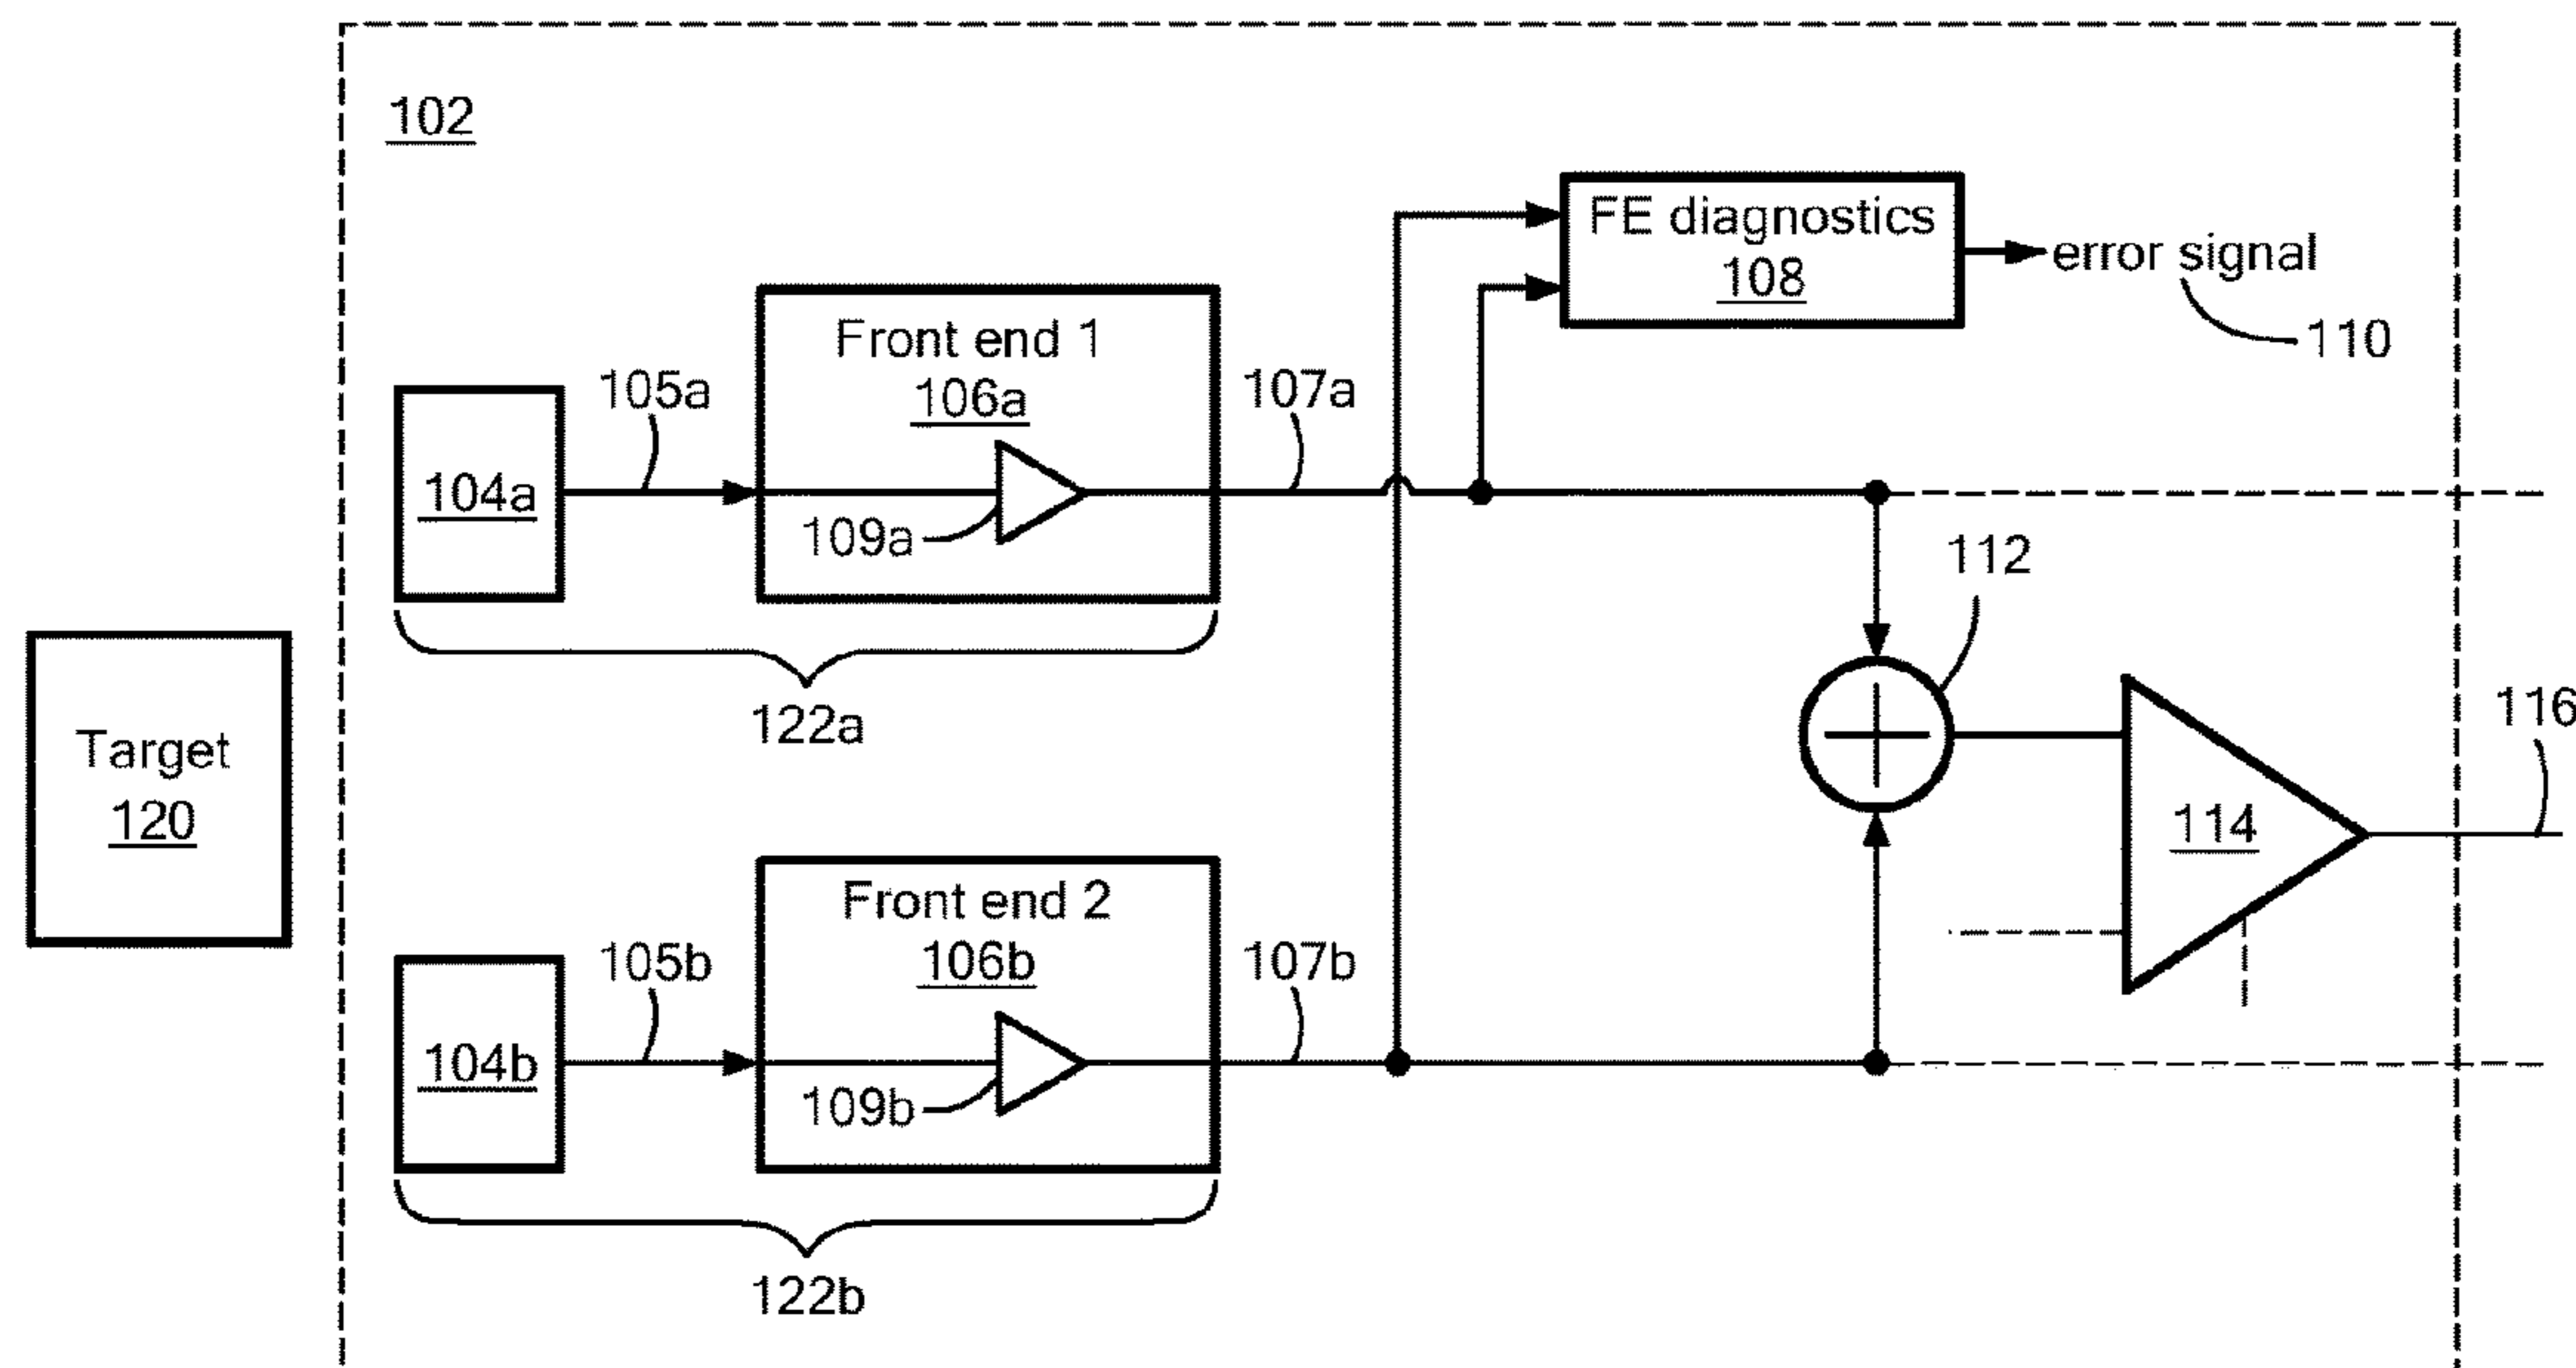 102
FE diagnostics
108
error signal
110
Front end 1
106a
105a
107a
104a
109a
112
122a
116
Target
120
114
Front end 2
106b
105b
107b
104b
109b
122b